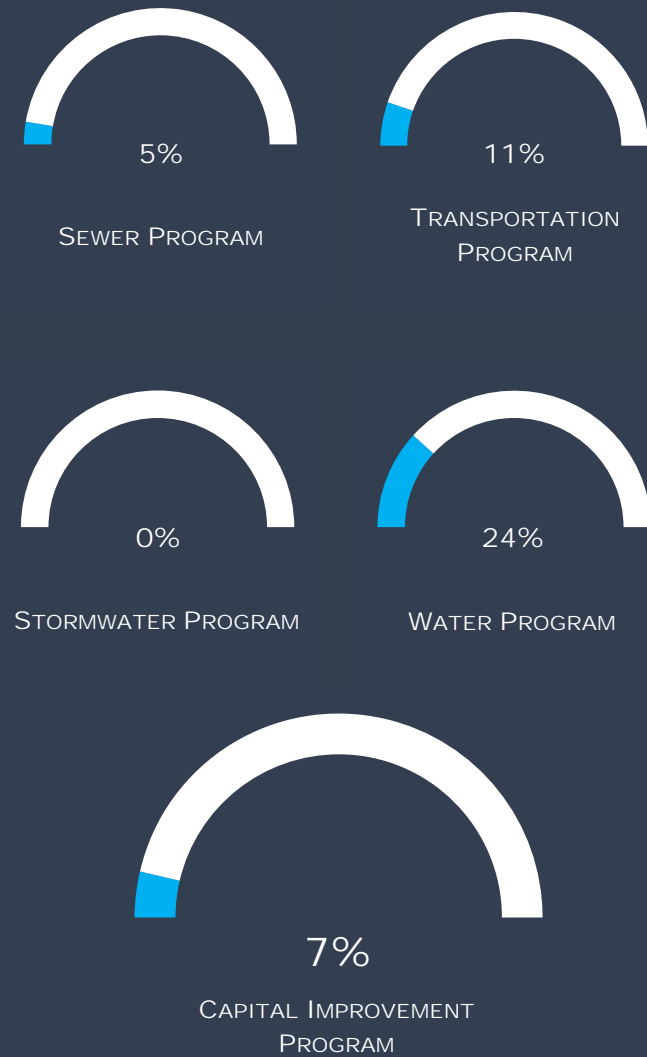 5%
SEWER PROGRAM
11%
TRANSPORTATION
PROGRAM
0%
STORMWATER PROGRAM
24%
WATER PROGRAM
7%
CAPITAL IMPROVEMENT
PROGRAM